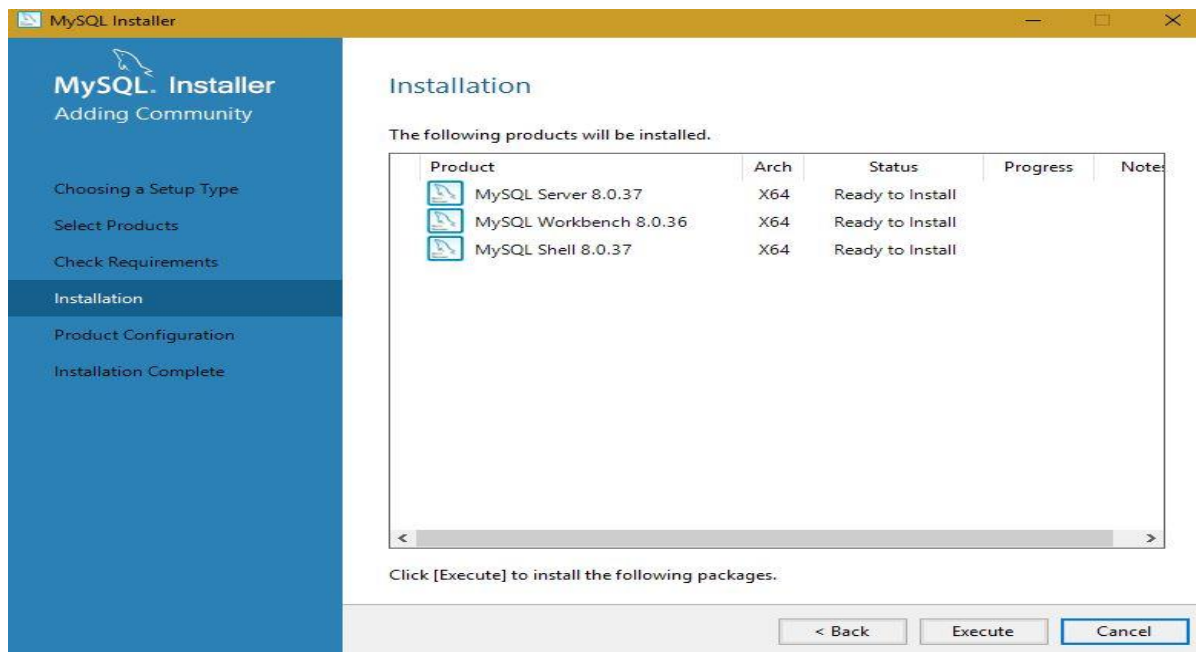 MySQL Installer
MySQL. Installer
Adding Community
Choosing a Setup Type
Select Products
Check Requirements
Installation
Product Configuration
Installation Complete
Installation
The following products will be installed.
Product Arch Status Progress Notes
MySQL Server 8.0.37 X64 Ready to Install
MySQL Workbench 8.0.36 X64 Ready to Install
MySQL Shell 8.0.37 X64 Ready to Install
Click [Execute] to install the following packages.
< Back Execute Cancel